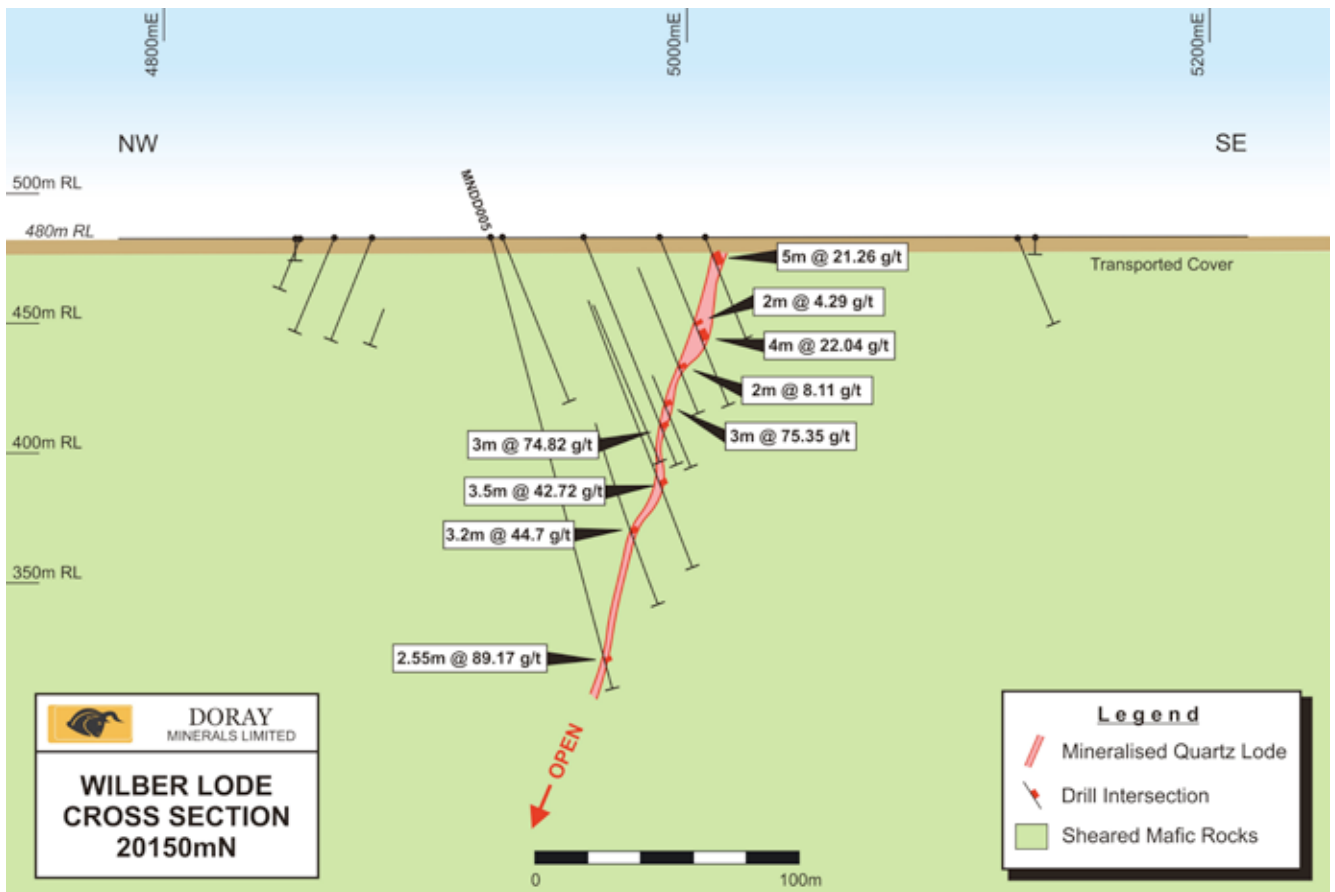 4800mE
5000mE
5200mE
NW
SE
500m RL
MNDD005
480m RL
Transported Cover
5m @ 21.26 g/t
2m @ 4.29 g/t
450m RL
4m @ 22.04 g/t
2m @ 8.11 g/t
3m @ 75.35 g/t
3m @ 74.82 g/t
400m RL
3.5m @ 42.72 g/t
3.2m @ 44.7 g/t
350m RL
2.55m @ 89.17 g/t
OPEN
DORAY
MINERALS LIMITED
WILBER LODE
CROSS SECTION
20150mN
0
100m
Legend
Mineralised Quartz Lode
Drill Intersection
Sheared Mafic Rocks